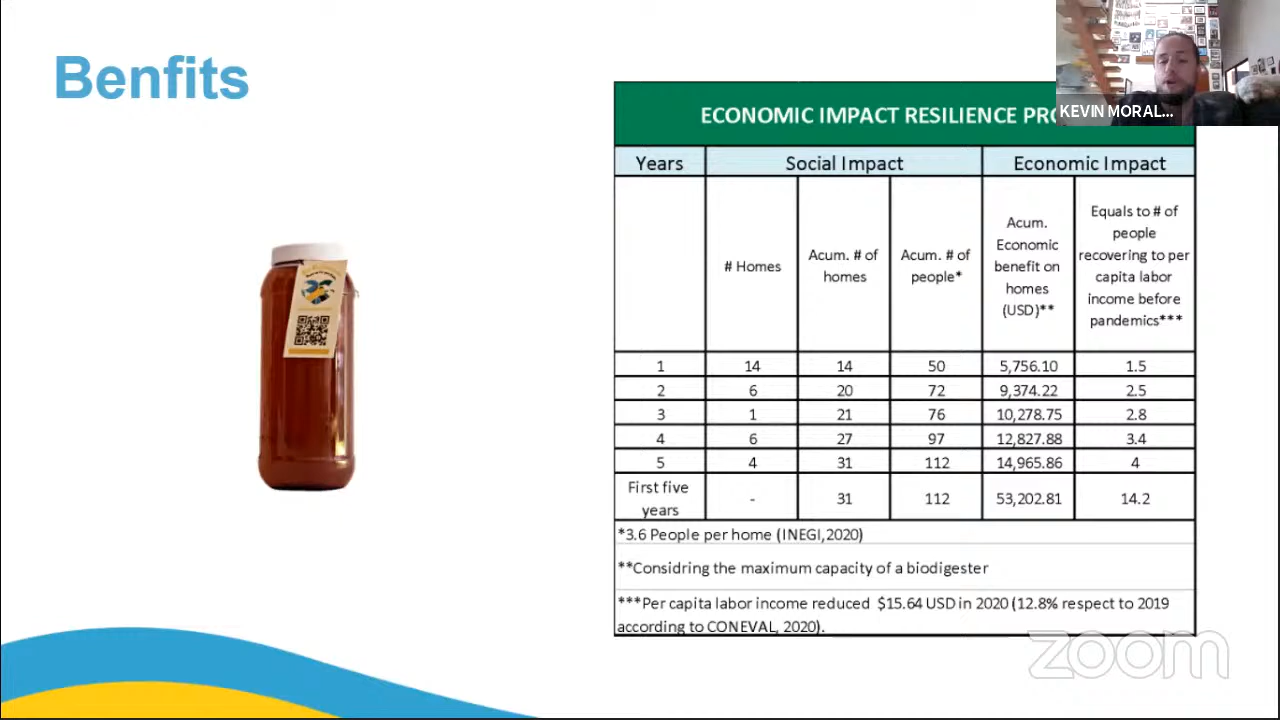 Benfits
KEVIN MORAL...
ECONOMIC IMPACT RESILIENCE
Years Social Impact Economic Impact
# Homes
Acum. # of
homes
Acum. # of
people*
Acum.
Economic
benefit on
homes
(USD)**
Equals to # of
people
recovering to per
capita labor
income before
pandemics***
1 14 14 50 5,756.10 1.5
2 6 20 72 9,374.22 2.5
3 1 21 76 10,278.75 2.8
4 6 27 97 12,827.88 3.4
5 4 31 112 14,965.86 4
First five
years
- 31 112 53,202.81 14.2
*3.6 People per home (INEGI,2020)
**Considring the maximum capacity of a biodigester
***Per capita labor income reduced $15.64 USD in 2020 (12.8% respect to 2019
according to CONEVAL, 2020).
zoom